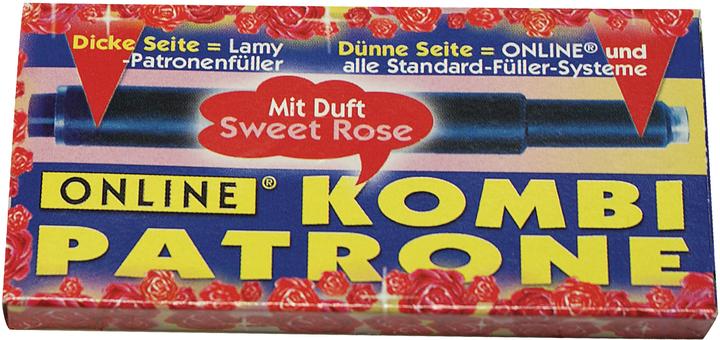 Dicke Seite = Lamy
-Patronenfüller
Dünne Seite = ONLINE® und
alle Standard-Füller-Systeme
Mit Duft
Sweet Rose
ONLINE® KOMBI
PATRONE